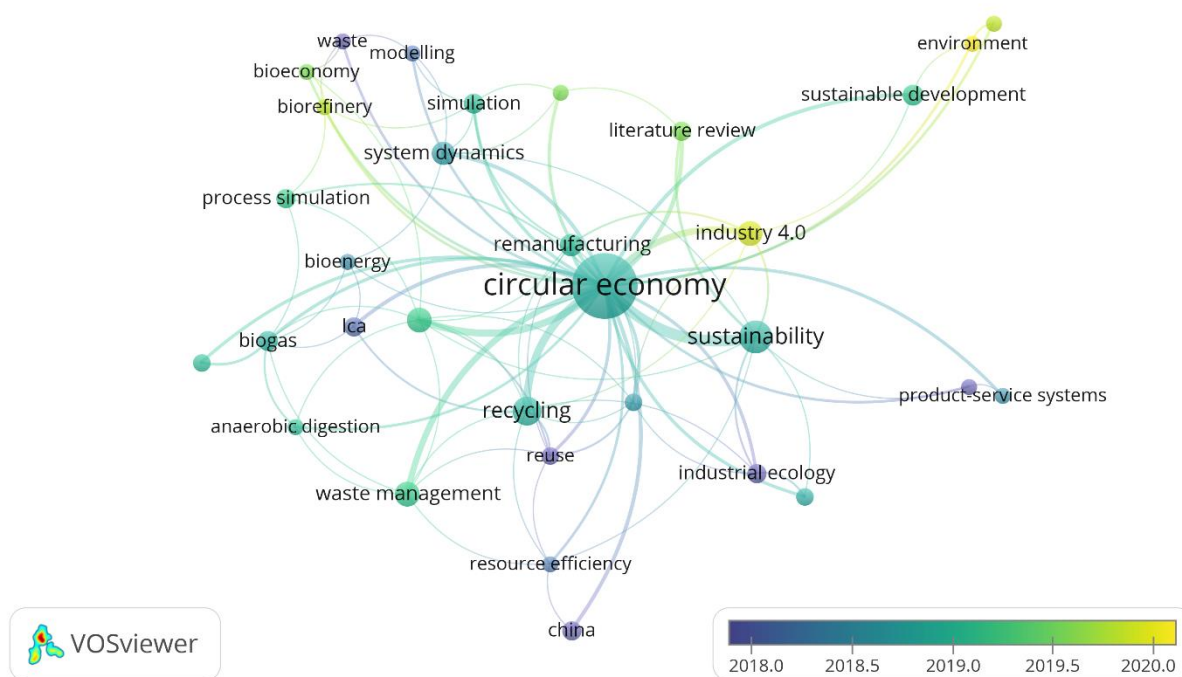 waste
modelling
environment
bioeconomy
biorefinery
simulation
sustainable development
literature review
system dynamics
process simulation
industry 4.0
remanufacturing
bioenergy
circular economy
lca
biogas
sustainability
product-service systems
recycling
anaerobic digestion
reuse
industrial ecology
waste management
resource efficiency
china
VOSviewer
2018.0 2018.5 2019.0 2019.5 2020.0